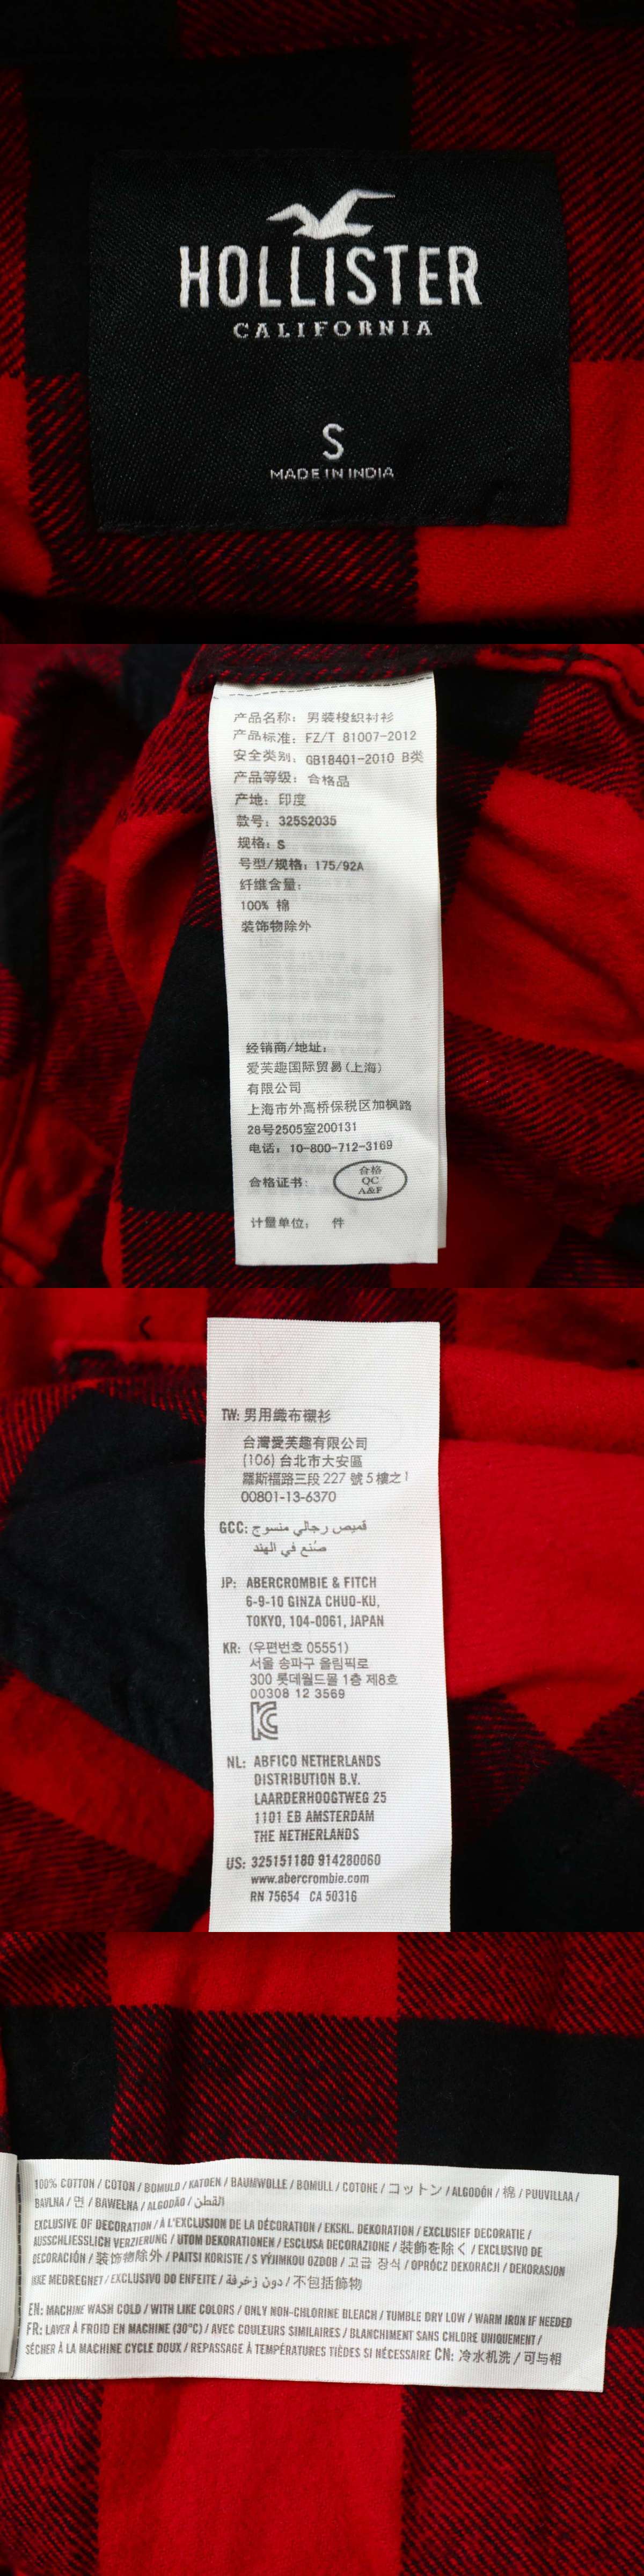 HOLLISTER
CALIFORNIA
S
MADE IN INDIA
产品名称: 男装梭织衬衫
产品标准: FZ/T 81007-2012
安全类别: GB18401-2010 B类
产品等级: 合格品
产地: 印度
款号: 325S2035
规格: S
号型/规格: 175/92A
纤维含量:
100% 棉
装饰物除外
经销商/地址:
爱芙趣国际贸易(上海)
有限公司
上海市外高桥保税区加枫路
28号2505室200131
电话: 10-800-712-3169
合格证书:
合格
QC
A&F
计量单位: 件
TW: 男用織布襯衫
台灣愛芙趣有限公司
(106) 台北市大安區
羅斯福路三段 227 號 5 樓之1
00801-13-6370
GCC: قميص رجالي منسوج
صُنع في الهند
JP: ABERCROMBIE & FITCH
6-9-10 GINZA CHUO-KU,
TOKYO, 104-0061, JAPAN
KR: (우편번호 05551)
서울 송파구 올림픽로
300 롯데월드몰 1층 제8호
00308 12 3569
NL: ABFICO NETHERLANDS
DISTRIBUTION B.V.
LAARDERHOOGTWEG 25
1101 EB AMSTERDAM
THE NETHERLANDS
US: 325151180 914280060
www.abercrombie.com
RN 75654 CA 50316
100% COTTON / COTON / BOMULD / KATOEN / BAUMWOLLE / BOMULL / COTONE / コットン / ALGODÓN / 棉 / PUUVILLAA /
BAVLNA / 면 / BAWEŁNA / ALGODÃO / القطن
EXCLUSIVE OF DECORATION / À L'EXCLUSION DE LA DÉCORATION / EKSKL. DEKORATION / EXCLUSIEF DECORATIE /
AUSSCHLIESSLICH VERZIERUNG / UTOM DEKORATIONEN / ESCLUSA DECORAZIONE / 装飾を除く / EXCLUSIVO DE
DECORACIÓN / 装饰物除外 / PAITSI KORISTE / S VÝJIMKOU OZDOB / 고급 장식 / OPRÓCZ DEKORACJI / DEKORASJON
IKKE MEDREGNET / EXCLUSIVO DO ENFEITE / دون زخرفة / 不包括飾物
EN: MACHINE WASH COLD / WITH LIKE COLORS / ONLY NON-CHLORINE BLEACH / TUMBLE DRY LOW / WARM IRON IF NEEDED
FR: LAVER À FROID EN MACHINE (30°C) / AVEC COULEURS SIMILAIRES / BLANCHIMENT SANS CHLORE UNIQUEMENT /
SÉCHER À LA MACHINE CYCLE DOUX / REPASSAGE À TEMPÉRATURES TIÈDES SI NÉCESSAIRE CN: 冷水机洗 / 可与相